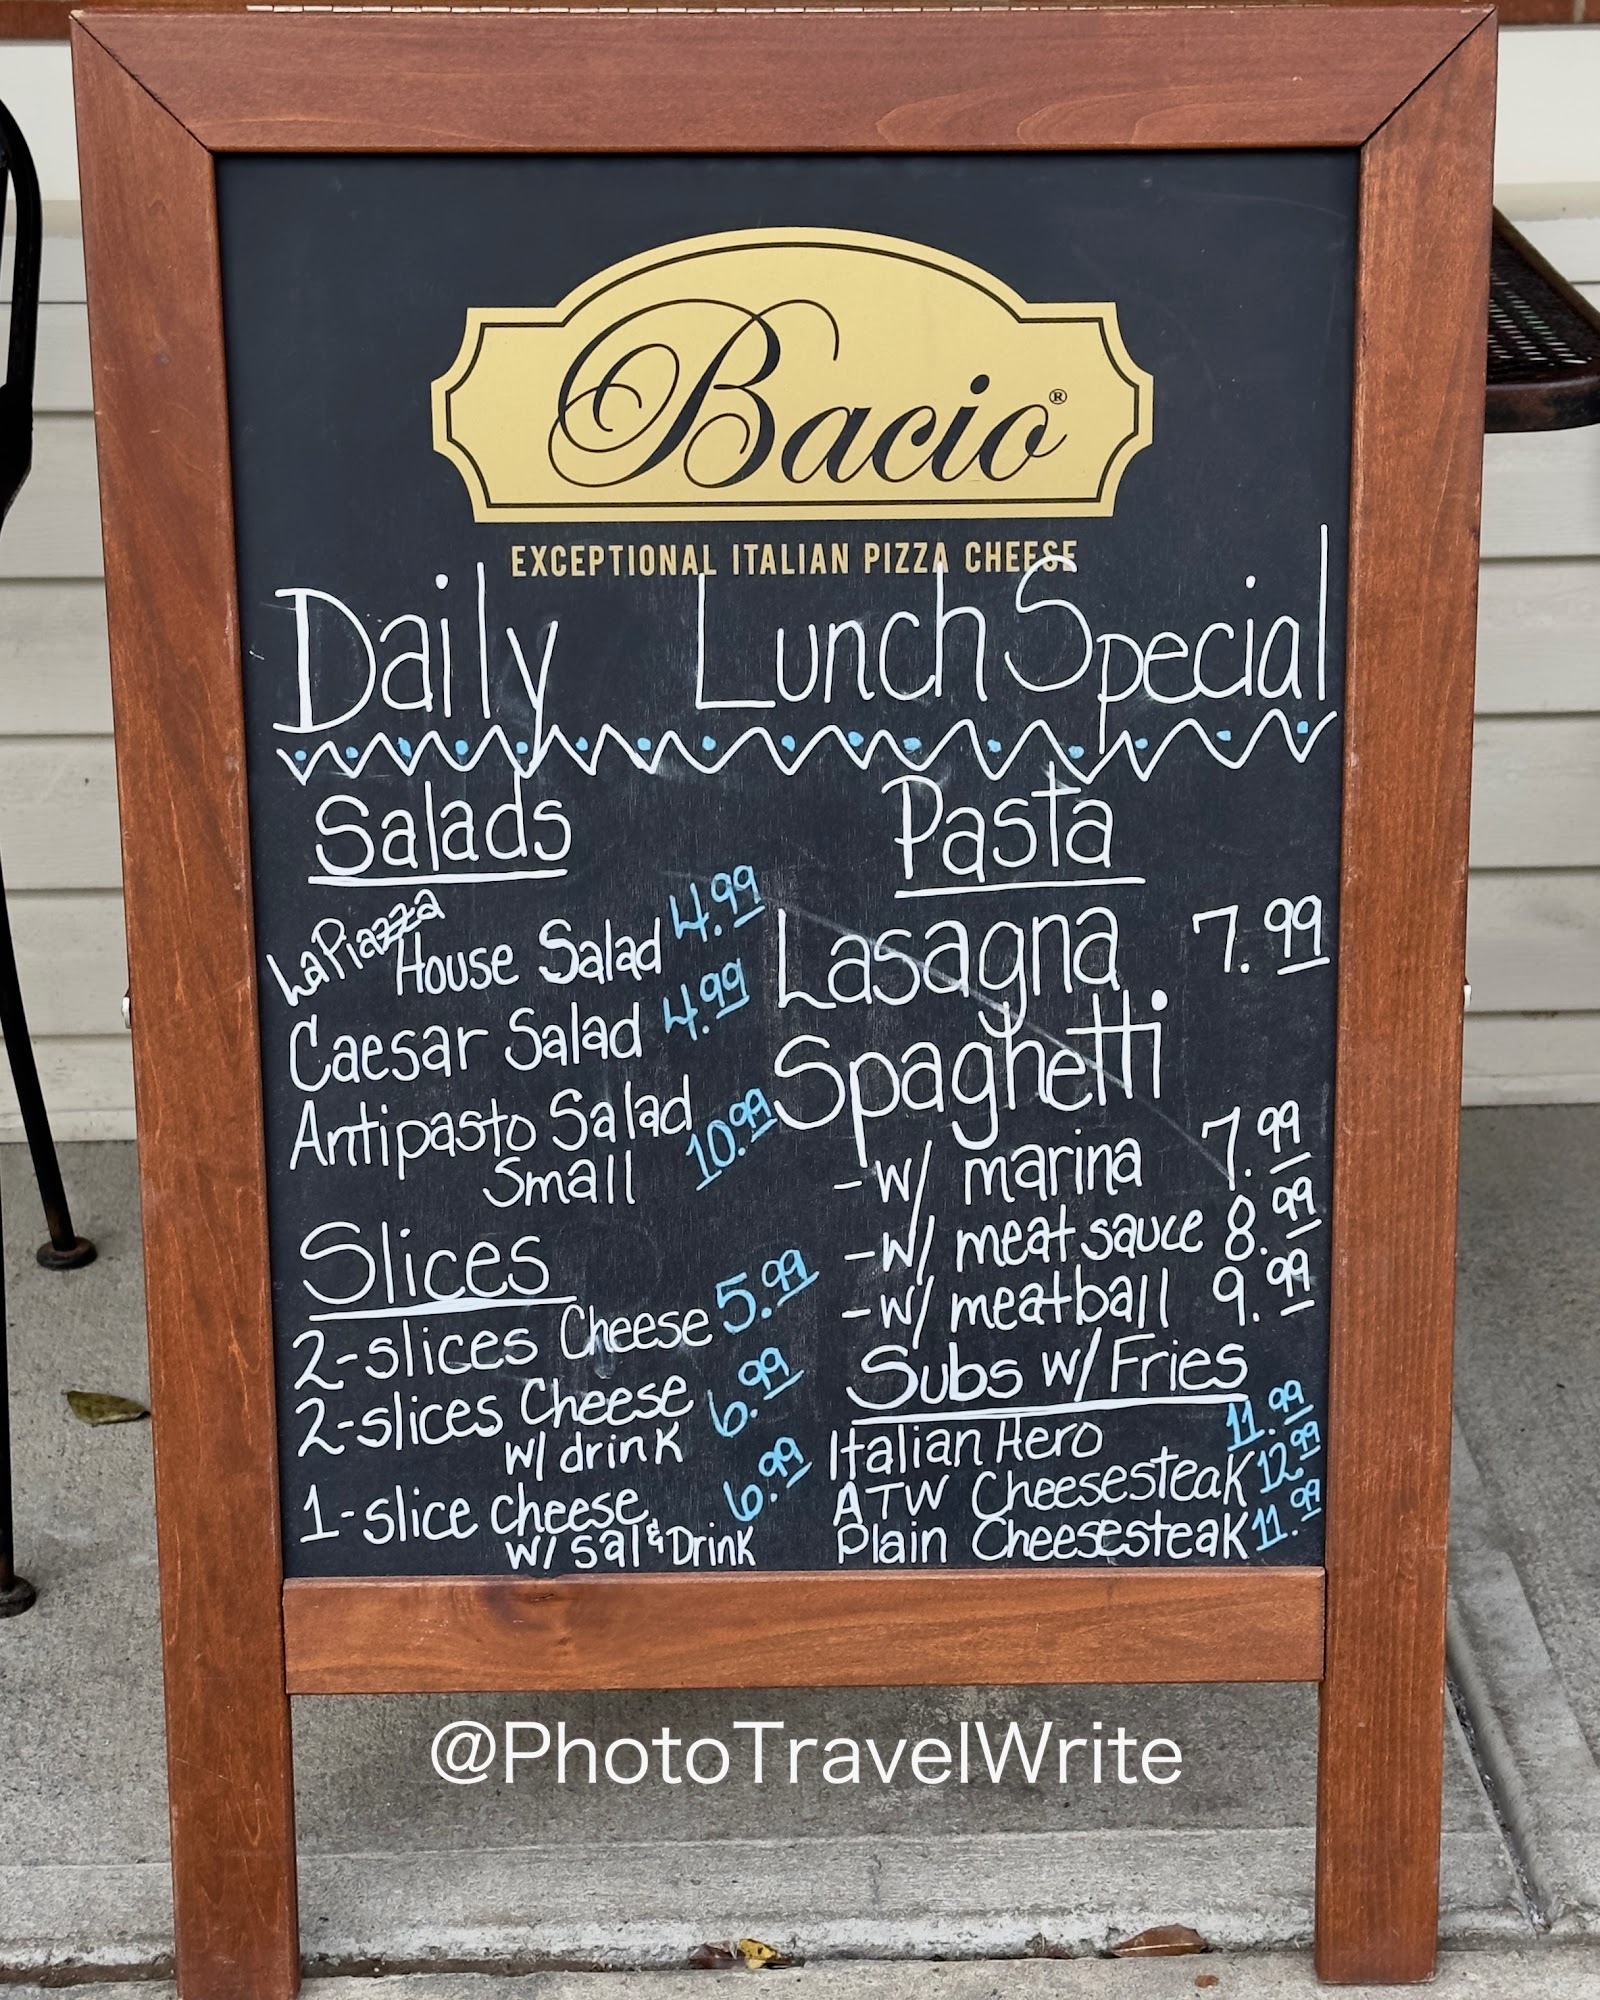 Bacio®
EXCEPTIONAL ITALIAN PIZZA CHEESE
Daily Lunch Special
Salads
LaPiazza House Salad 4.99
Caesar Salad 4.99
Antipasto Salad
Small 10.99
Slices
2-slices Cheese 5.99
2-slices Cheese 6.99
w/ drink
1-slice cheese 6.99
w/ Sal & Drink
Pasta
Lasagna 7.99
Spaghetti
-w/ marina 7.99
-w/ meat sauce 8.99
-w/ meatball 9.99
Subs w/ Fries
Italian Hero 11.99
ATW Cheesesteak 12.99
Plain Cheesesteak 11.99
@PhotoTravelWrite